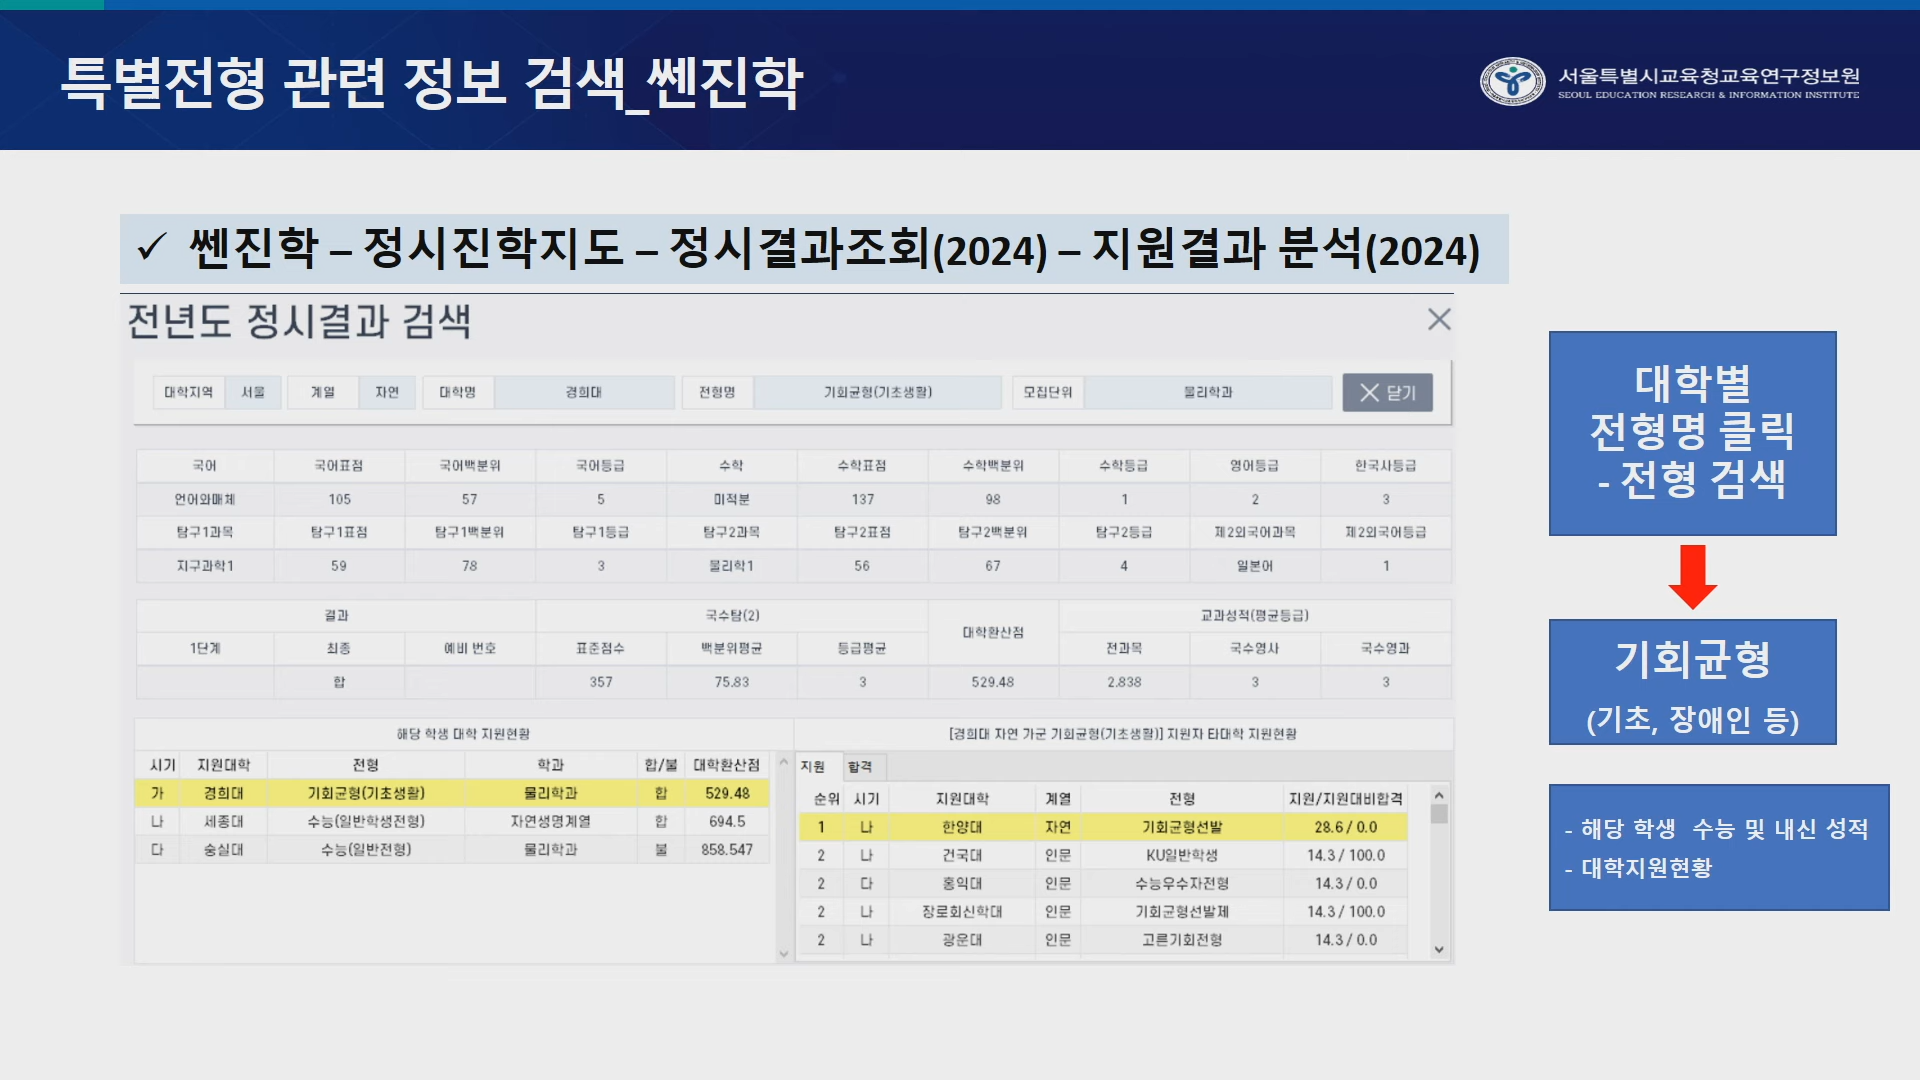 특별전형 관련 정보 검색_쎈진학
서울특별시교육청교육연구정보원
SEOUL EDUCATION RESEARCH & INFORMATION INSTITUTE
✓ 쎈진학 – 정시진학지도 – 정시결과조회(2024) – 지원결과 분석(2024)
전년도 정시결과 검색
대학지역 서울 계열 자연 대학명 경희대 전형명 기회균형(기초생활) 모집단위 물리학과 닫기
국어 국어표점 국어백분위 국어등급 수학 수학표점 수학백분위 수학등급 영어등급 한국사등급
언어와매체 105 57 5 미적분 137 98 1 2 3
탐구1과목 탐구1표점 탐구1백분위 탐구1등급 탐구2과목 탐구2표점 탐구2백분위 탐구2등급 제2외국어과목 제2외국어등급
지구과학1 59 78 3 물리학1 56 67 4 일본어 1
결과 국수탐(2) 대학환산점 교과성적(평균등급)
1단계 최종 예비 번호 표준점수 백분위평균 등급평균 전과목 국수영사 국수영과
합 357 75.83 3 529.48 2.838 3 3
해당 학생 대학 지원현황
시기 지원대학 전형 학과 합/불 대학환산점
가 경희대 기회균형(기초생활) 물리학과 합 529.48
나 세종대 수능(일반학생전형) 자연생명계열 합 694.5
다 숭실대 수능(일반전형) 물리학과 불 858.547
[경희대 자연 가군 기회균형(기초생활)] 지원자 타대학 지원현황
지원 합격
순위 시기 지원대학 계열 전형 지원/지원대비합격
1 나 한양대 자연 기회균형선발 28.6 / 0.0
2 나 건국대 인문 KU일반학생 14.3 / 100.0
2 다 홍익대 인문 수능우수자전형 14.3 / 0.0
2 나 장로회신학대 인문 기회균형선발제 14.3 / 100.0
2 나 광운대 인문 고른기회전형 14.3 / 0.0
대학별
전형명 클릭
- 전형 검색
기회균형
(기초, 장애인 등)
- 해당 학생 수능 및 내신 성적
- 대학지원현황